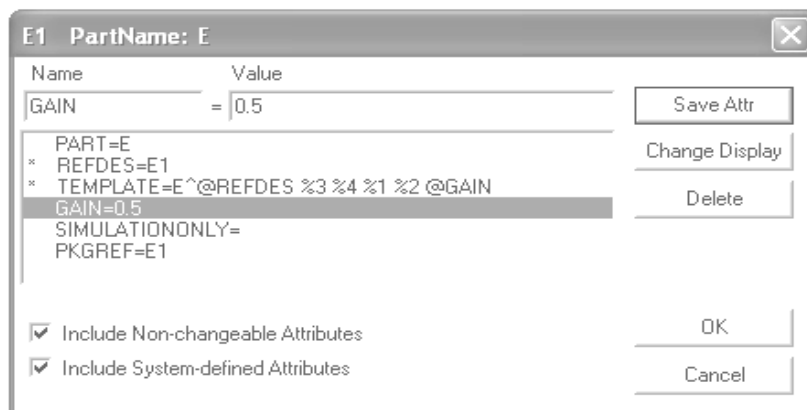 E1 PartName: E
Name Value
GAIN = 0.5
Save Attr
PART=E
* REFDES=E1
* TEMPLATE=E^@REFDES %3 %4 %1 %2 @GAIN
GAIN=0.5
SIMULATIONONLY=
PKGREF=E1
Change Display
Delete
Include Non-changeable Attributes
Include System-defined Attributes
OK
Cancel